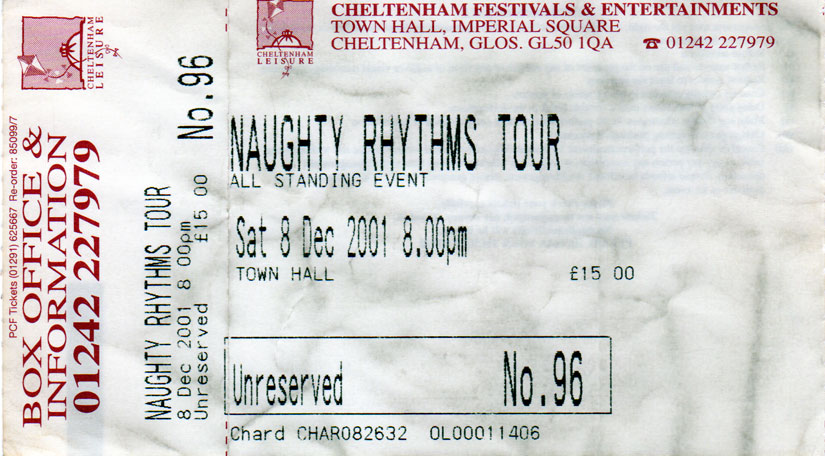 CHELTENHAM
LEISURE
PCF Tickets (01291) 625667 Re-order: 85099/7
BOX OFFICE &
INFORMATION
01242 227979
NAUGHTY RHYTHMS TOUR
8 Dec 2001 8 00pm
Unreserved £15 00
No.96
CHELTENHAM
LEISURE
CHELTENHAM FESTIVALS & ENTERTAINMENTS
TOWN HALL, IMPERIAL SQUARE
CHELTENHAM, GLOS. GL50 1QA ☎ 01242 227979
NAUGHTY RHYTHMS TOUR
ALL STANDING EVENT
Sat 8 Dec 2001 8.00pm
TOWN HALL £15 00
Unreserved No.96
Chard CHAR082632 OL00011406